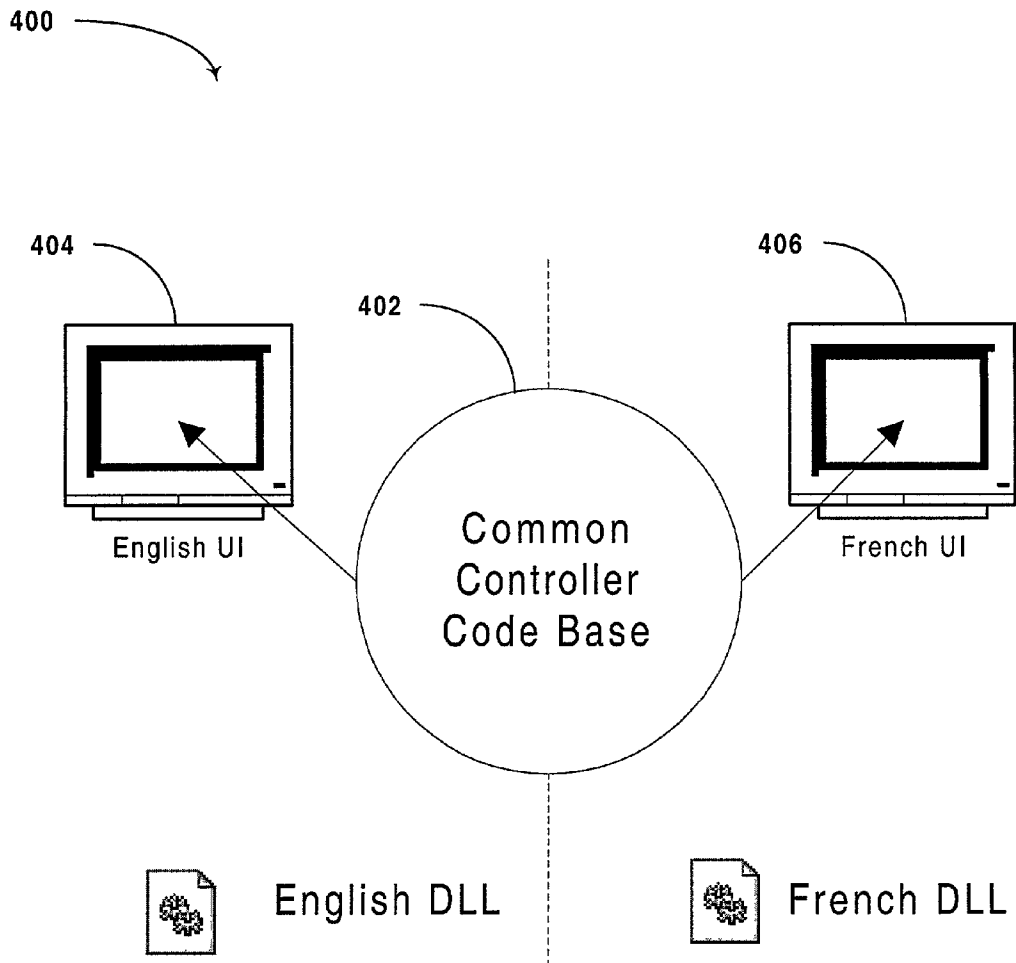 400
404
406
402
English UI
French UI
Common
Controller
Code Base
English DLL
French DLL